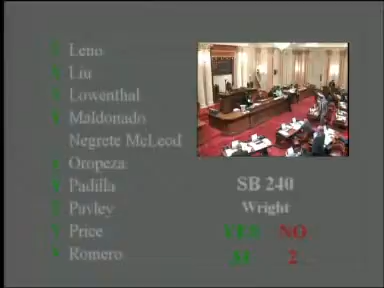 Leno
Liu
Lowenthal
Maldonado
Negrete McLeod
Oropeza
Padilla
Pavley
Price
Romero
SB 240
Wright
YES NO
2